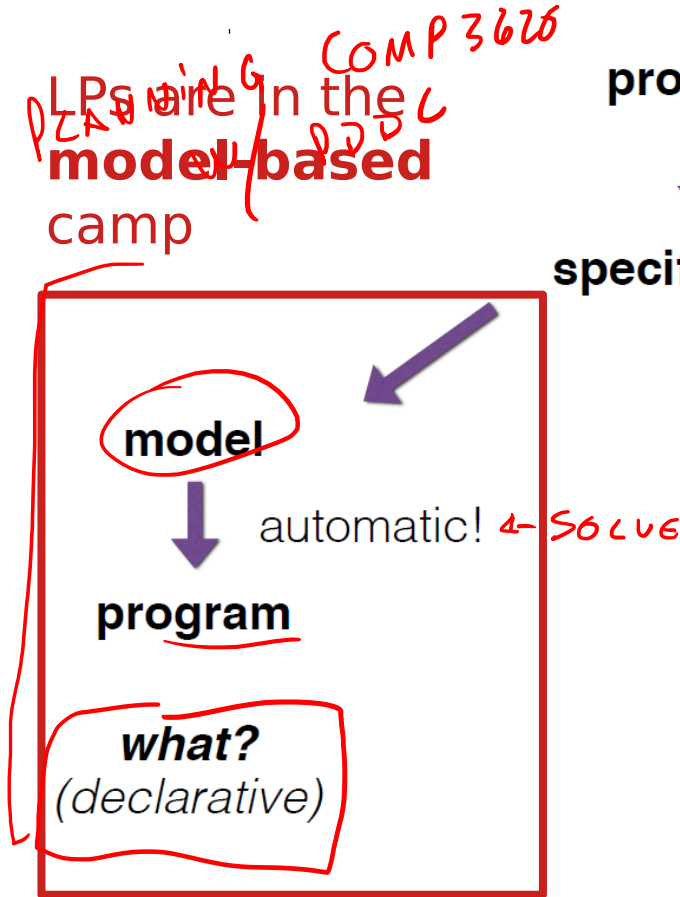 COMP3620
PLANNING
LPs are in the
PDDL
model-based
camp
pro
specif
model
automatic! ← SOLVE
program
what?
(declarative)